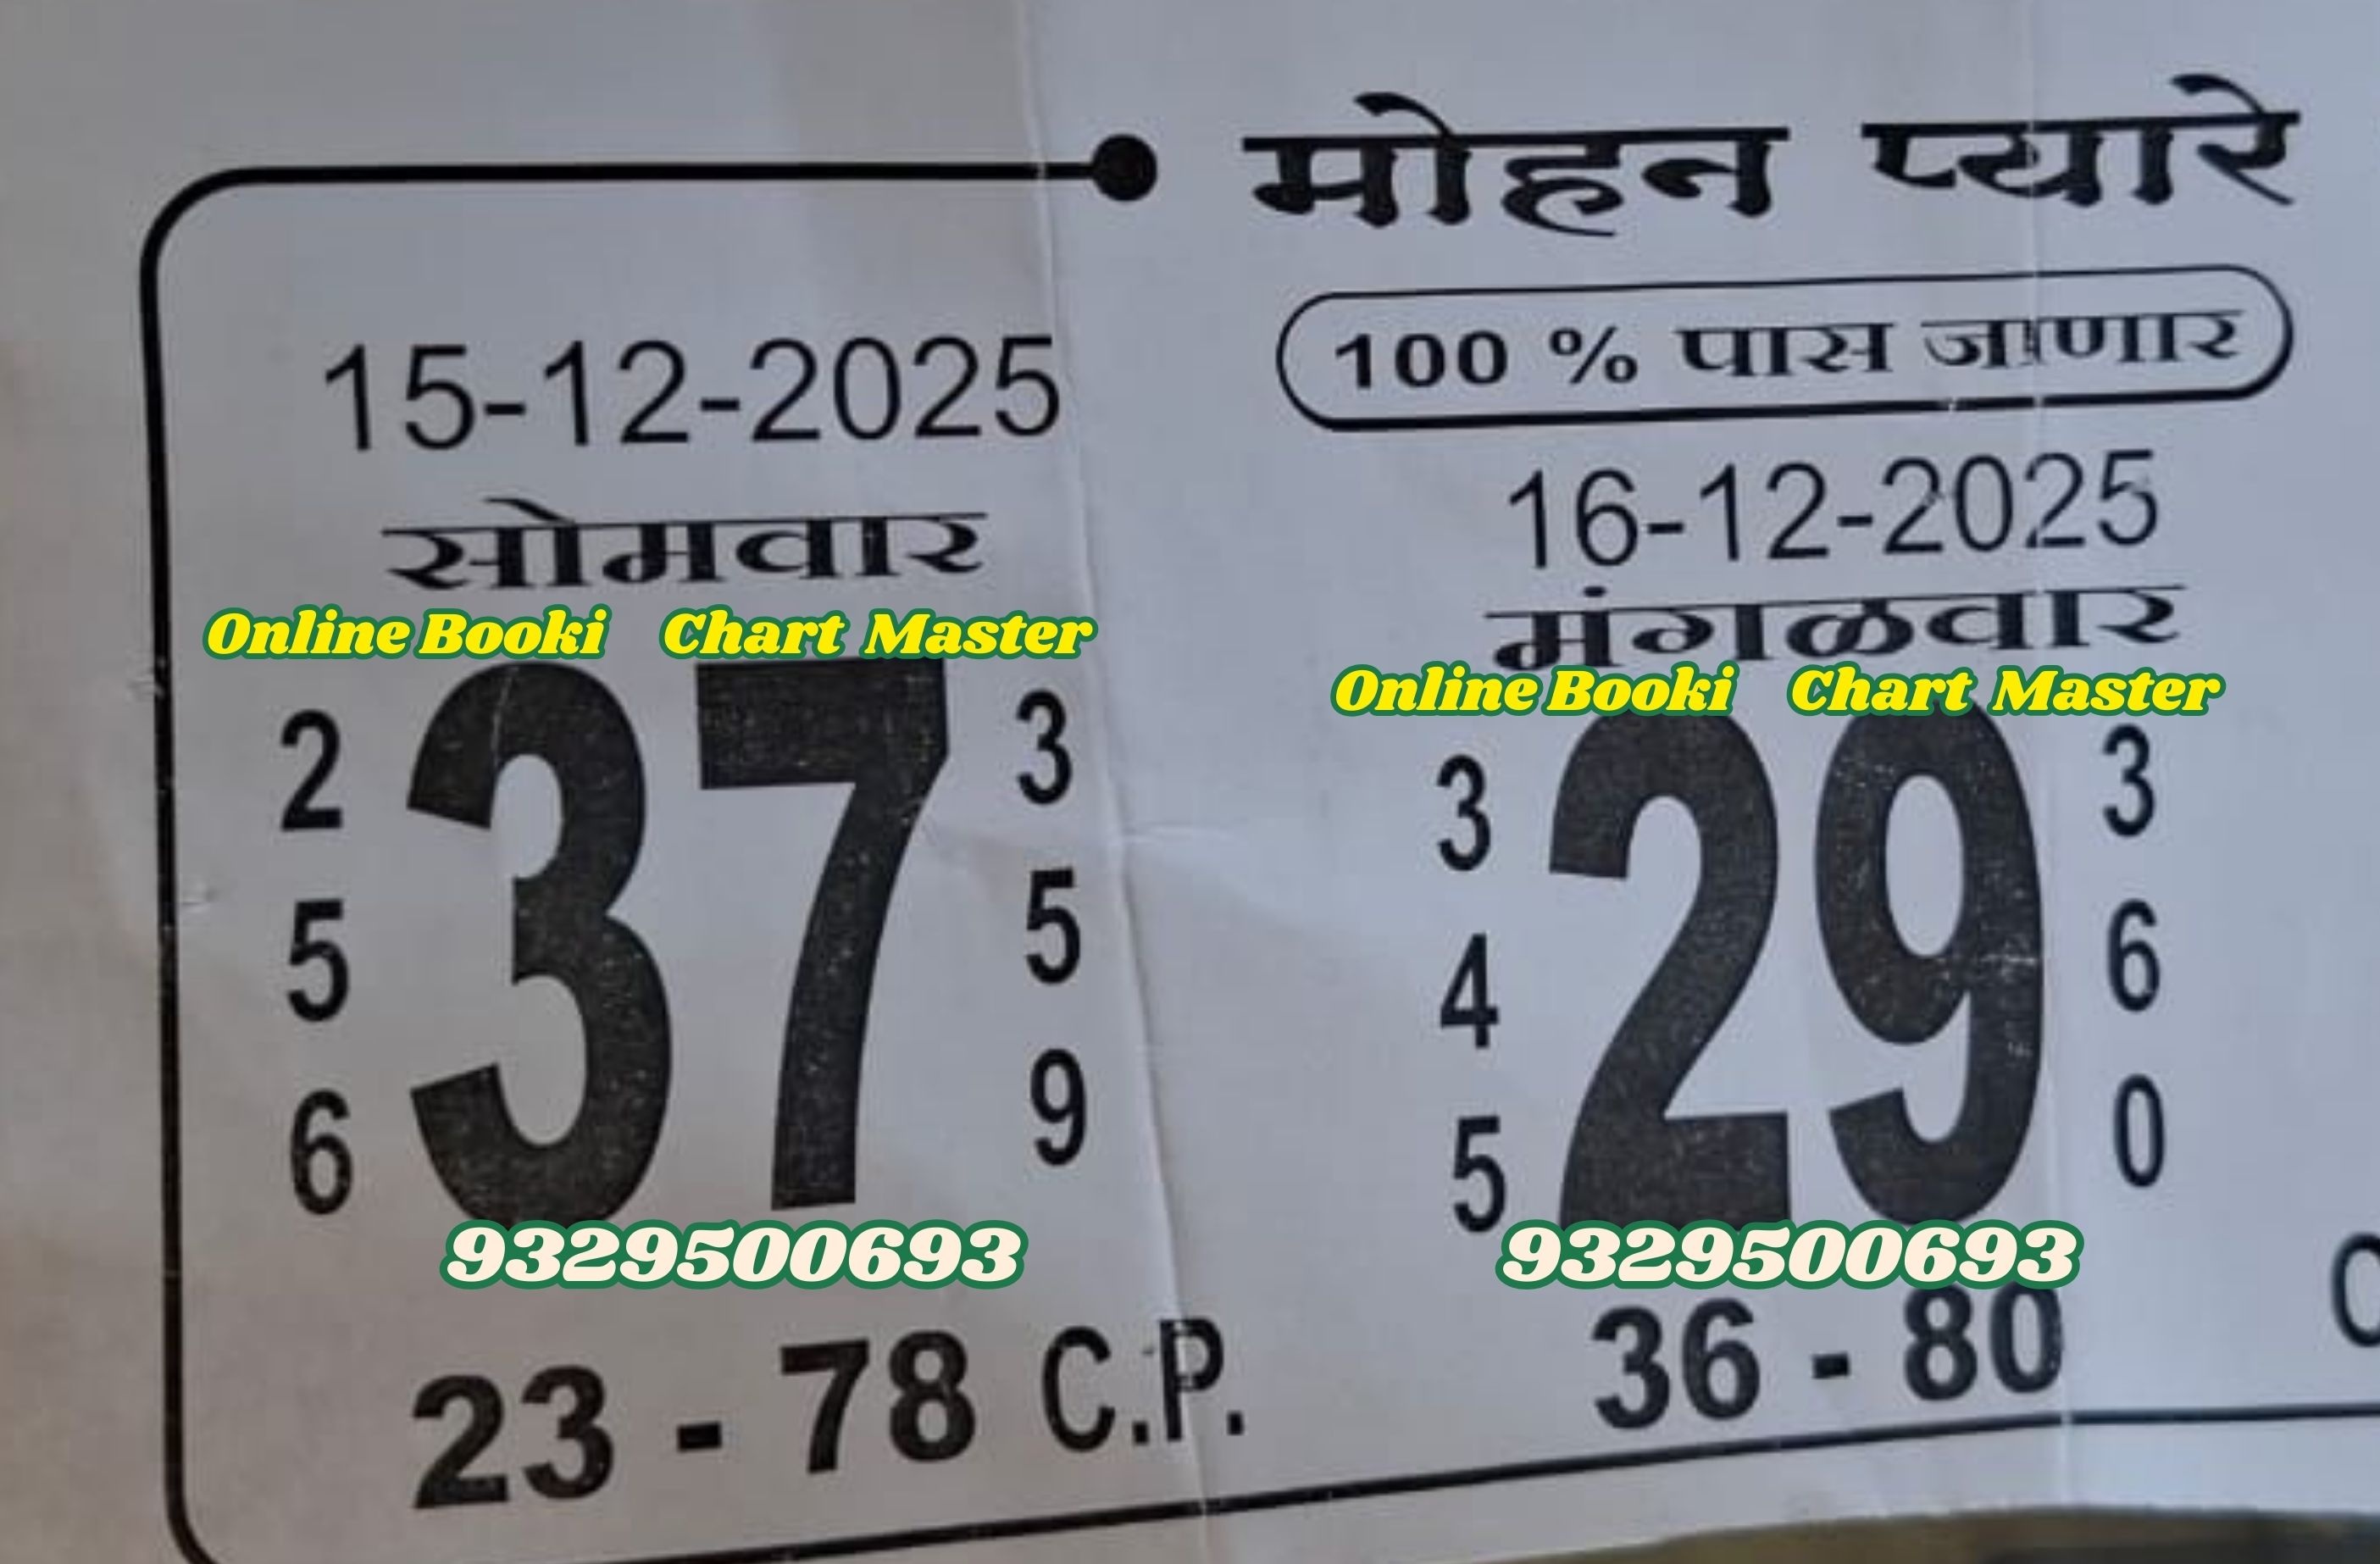 मोहन प्यारे
100 % पास जाणार
15-12-2025
सोमवार
Online Booki Chart Master
2 37 3
5 5
6 9
9329500693
23 - 78 C.P.
16-12-2025
मंगळवार
Online Booki Chart Master
3 29 3
4 6
5 0
9329500693
36 - 80